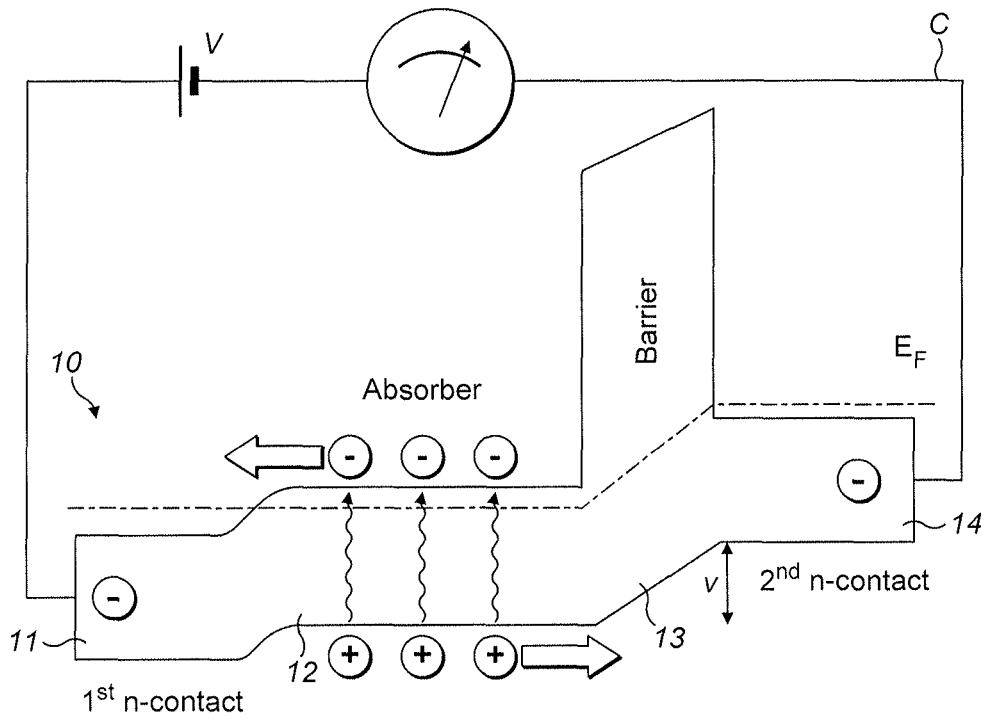 V
C
Barrier
10
E_F
Absorber
- - -
-
14
-
v
2nd n-contact
13
11
12
+ + +
1st n-contact